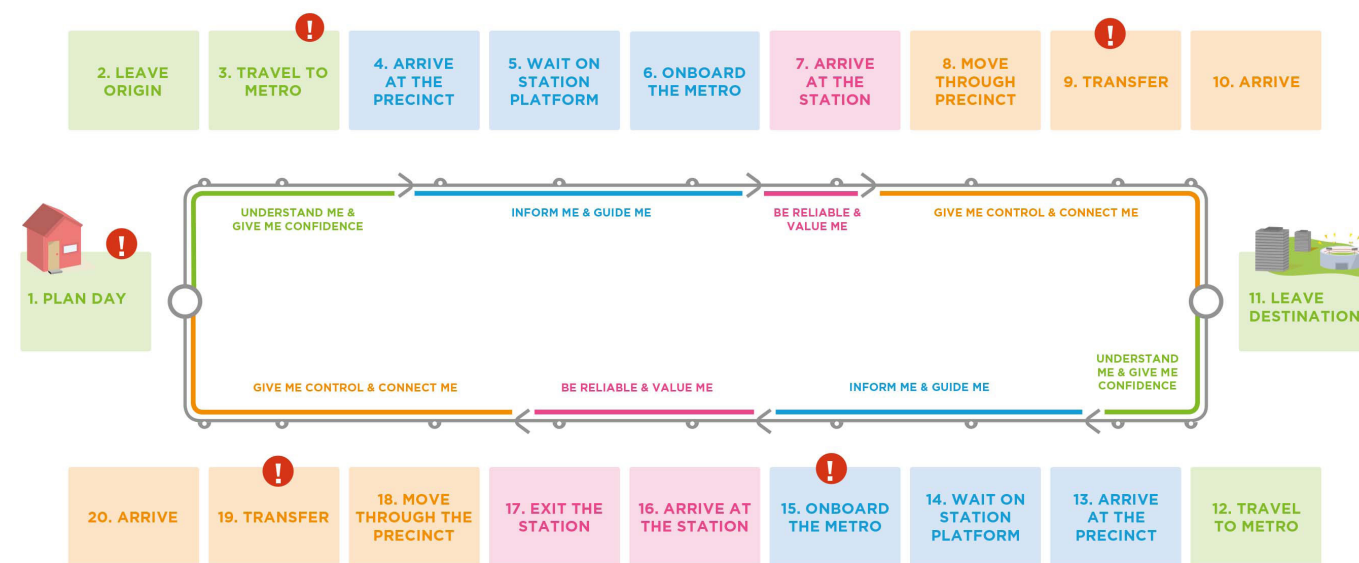 2. LEAVE
ORIGIN
3. TRAVEL TO
METRO
!
4. ARRIVE
AT THE
PRECINCT
5. WAIT ON
STATION
PLATFORM
6. ONBOARD
THE METRO
7. ARRIVE
AT THE
STATION
8. MOVE
THROUGH
PRECINCT
!
9. TRANSFER
10. ARRIVE
UNDERSTAND ME &
GIVE ME CONFIDENCE
INFORM ME & GUIDE ME
BE RELIABLE &
VALUE ME
GIVE ME CONTROL & CONNECT ME
!
1. PLAN DAY
11. LEAVE
DESTINATION
GIVE ME CONTROL & CONNECT ME
BE RELIABLE & VALUE ME
INFORM ME & GUIDE ME
UNDERSTAND
ME & GIVE ME
CONFIDENCE
20. ARRIVE
!
19. TRANSFER
18. MOVE
THROUGH THE
PRECINCT
17. EXIT THE
STATION
16. ARRIVE AT
THE STATION
!
15. ONBOARD
THE METRO
14. WAIT ON
STATION
PLATFORM
13. ARRIVE
AT THE
PRECINCT
12. TRAVEL
TO METRO